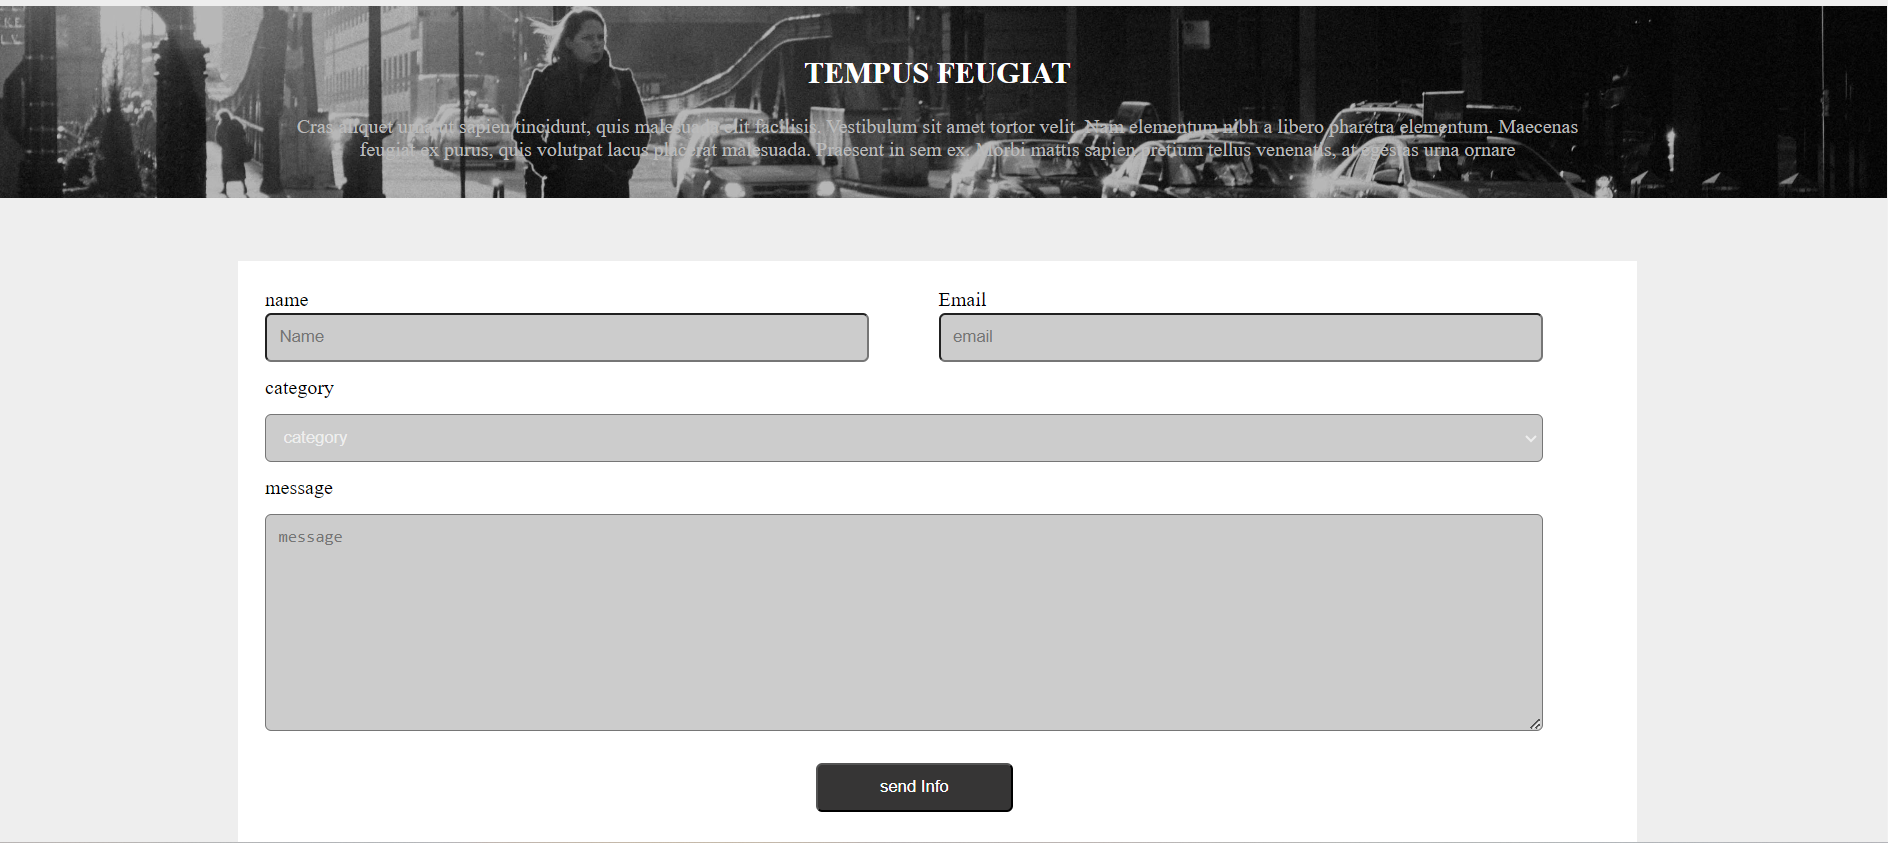 TEMPUS FEUGIAT
Cras aliquet urna ut sapien tincidunt, quis malesuada elit facilisis. Vestibulum sit amet tortor velit. Nam elementum nibh a libero pharetra elementum. Maecenas
feugiat ex purus, quis volutpat lacus placerat malesuada. Praesent in sem ex. Morbi mattis sapien pretium tellus venenatis, at egestas urna ornare
name Email
Name email
category
category
message
message
send Info